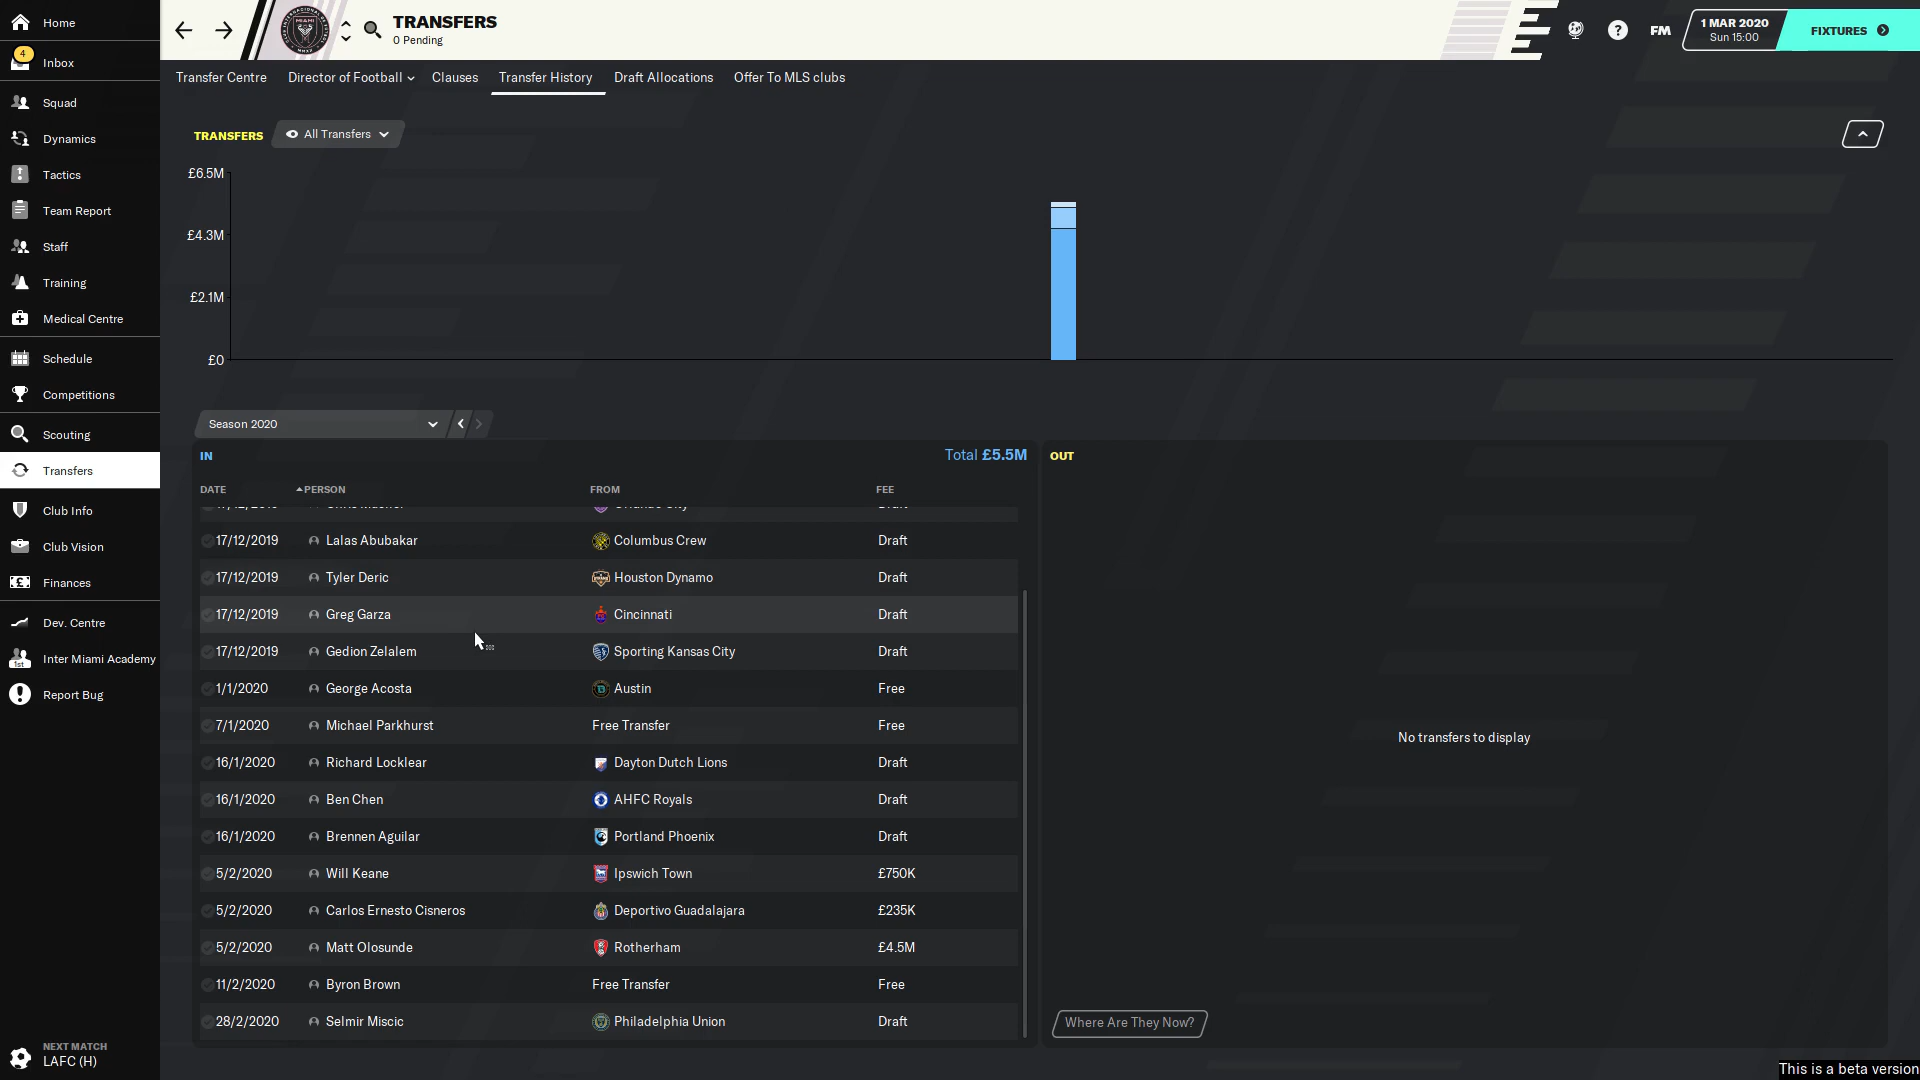 Home
4
Inbox
Squad
Dynamics
Tactics
Team Report
Staff
Training
Medical Centre
Schedule
Competitions
Scouting
Transfers
Club Info
Club Vision
Finances
Dev. Centre
1st
Inter Miami Academy
Report Bug
NEXT MATCH
LAFC (H)
TRANSFERS
0 Pending
FM
1 MAR 2020
Sun 15:00
FIXTURES
Transfer Centre
Director of Football
Clauses
Transfer History
Draft Allocations
Offer To MLS clubs
TRANSFERS
All Transfers
£6.5M
£4.3M
£2.1M
£0
Season 2020
IN
Total £5.5M
DATE PERSON FROM FEE
17/12/2019 Lalas Abubakar Columbus Crew Draft
17/12/2019 Tyler Deric Houston Dynamo Draft
17/12/2019 Greg Garza Cincinnati Draft
17/12/2019 Gedion Zelalem Sporting Kansas City Draft
1/1/2020 George Acosta Austin Free
7/1/2020 Michael Parkhurst Free Transfer Free
16/1/2020 Richard Locklear Dayton Dutch Lions Draft
16/1/2020 Ben Chen AHFC Royals Draft
16/1/2020 Brennen Aguilar Portland Phoenix Draft
5/2/2020 Will Keane Ipswich Town £750K
5/2/2020 Carlos Ernesto Cisneros Deportivo Guadalajara £235K
5/2/2020 Matt Olosunde Rotherham £4.5M
11/2/2020 Byron Brown Free Transfer Free
28/2/2020 Selmir Miscic Philadelphia Union Draft
OUT
No transfers to display
Where Are They Now?
This is a beta version